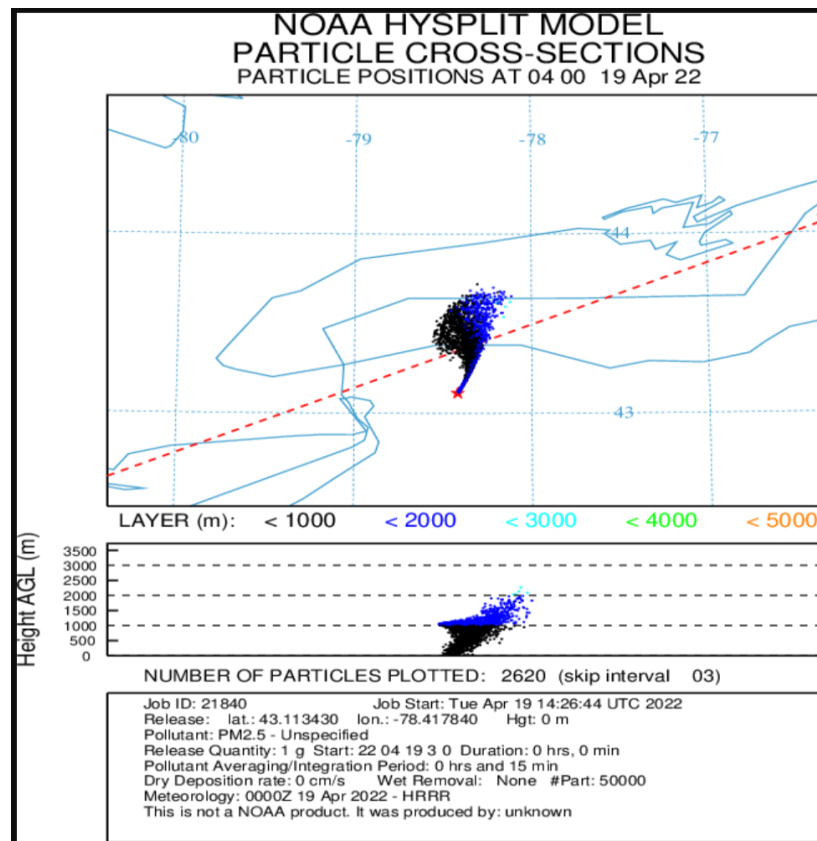 NOAA HYSPLIT MODEL
PARTICLE CROSS-SECTIONS
PARTICLE POSITIONS AT 04 00 19 Apr 22
-80 -79 -78 -77
44
43
LAYER (m): < 1000 < 2000 < 3000 < 4000 < 5000
Height AGL (m)
3500
3000
2500
2000
1500
1000
500
0
NUMBER OF PARTICLES PLOTTED: 2620 (skip interval 03)
Job ID: 21840 Job Start: Tue Apr 19 14:26:44 UTC 2022
Release: lat.: 43.113430 lon.: -78.417840 Hgt: 0 m
Pollutant: PM2.5 - Unspecified
Release Quantity: 1 g Start: 22 04 19 3 0 Duration: 0 hrs, 0 min
Pollutant Averaging/Integration Period: 0 hrs and 15 min
Dry Deposition rate: 0 cm/s Wet Removal: None #Part: 50000
Meteorology: 0000Z 19 Apr 2022 - HRRR
This is not a NOAA product. It was produced by: unknown